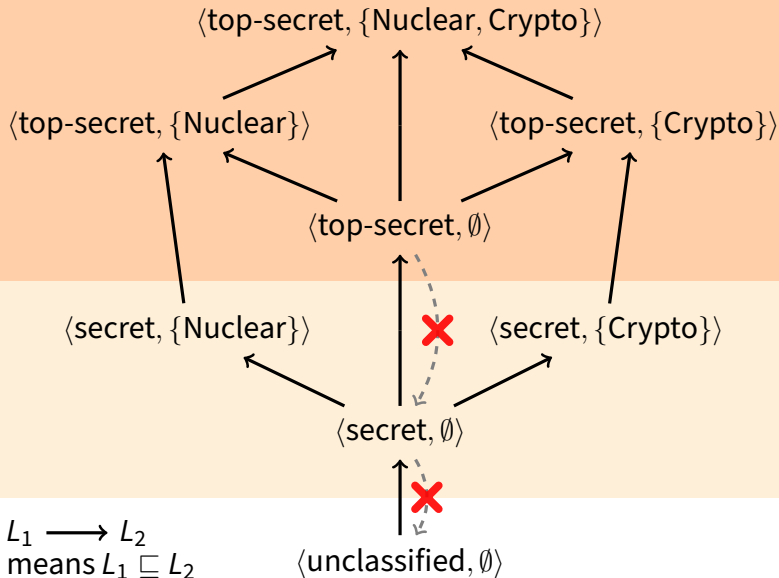 ⟨top-secret, {Nuclear, Crypto}⟩
⟨top-secret, {Nuclear}⟩ ⟨top-secret, {Crypto}⟩
⟨top-secret, ∅⟩
⟨secret, {Nuclear}⟩ ⟨secret, {Crypto}⟩
⟨secret, ∅⟩
L₁ ⟶ L₂
means L₁ ⊑ L₂
⟨unclassified, ∅⟩